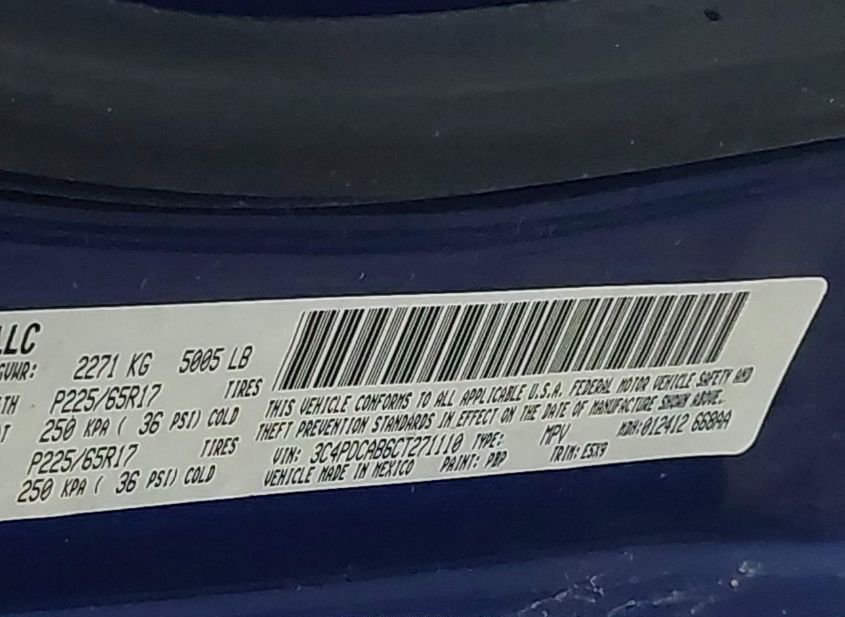 LLC
GVWR: 2271 KG 5005 LB
P225/65R17 TIRES
250 KPA ( 36 PSI) COLD
P225/65R17 TIRES
250 KPA ( 36 PSI) COLD
THIS VEHICLE CONFORMS TO ALL APPLICABLE U.S.A. FEDERAL MOTOR VEHICLE SAFETY AND
THEFT PREVENTION STANDARDS IN EFFECT ON THE DATE OF MANUFACTURE SHOWN ABOVE.
VIN: 3C4PDCAB6CT271110 TYPE: MPV MDH:012412 668AA
VEHICLE MADE IN MEXICO PAINT: PBP TRIM: E5X9